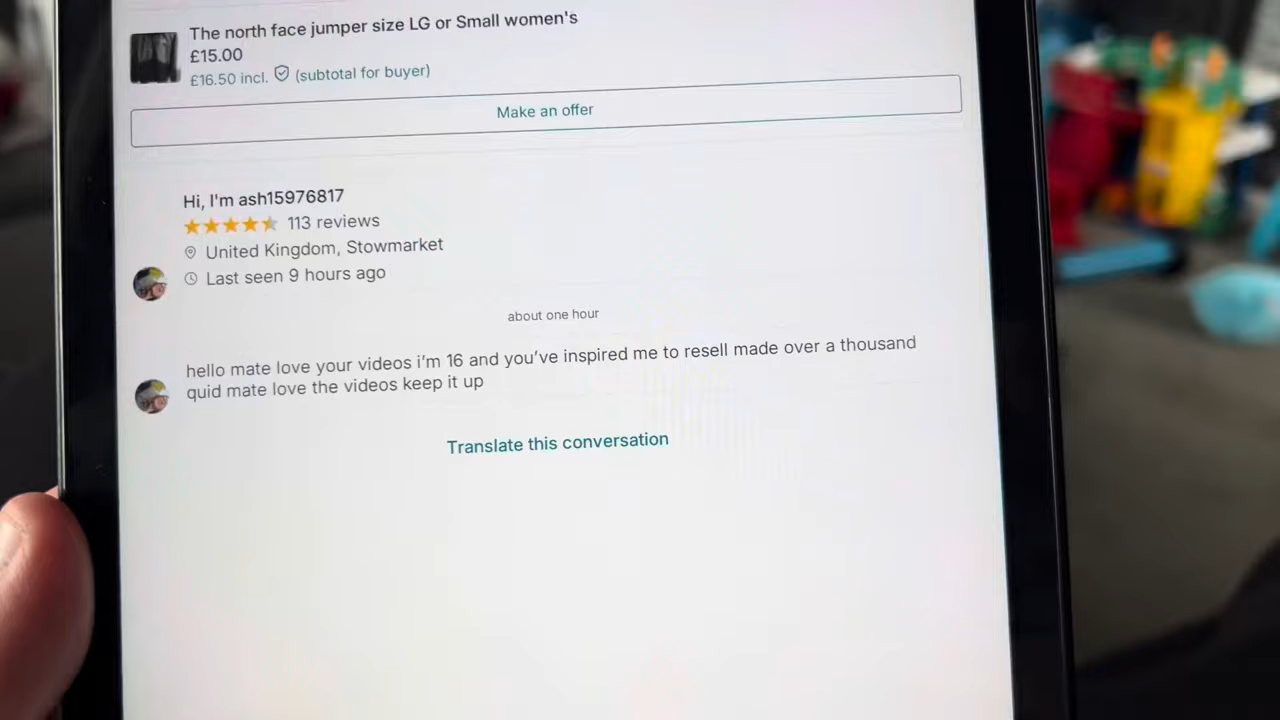 The north face jumper size LG or Small women's
£15.00
£16.50 incl. (subtotal for buyer)
Make an offer
Hi, I'm ash15976817
113 reviews
United Kingdom, Stowmarket
Last seen 9 hours ago
about one hour
hello mate love your videos i’m 16 and you’ve inspired me to resell made over a thousand
quid mate love the videos keep it up
Translate this conversation